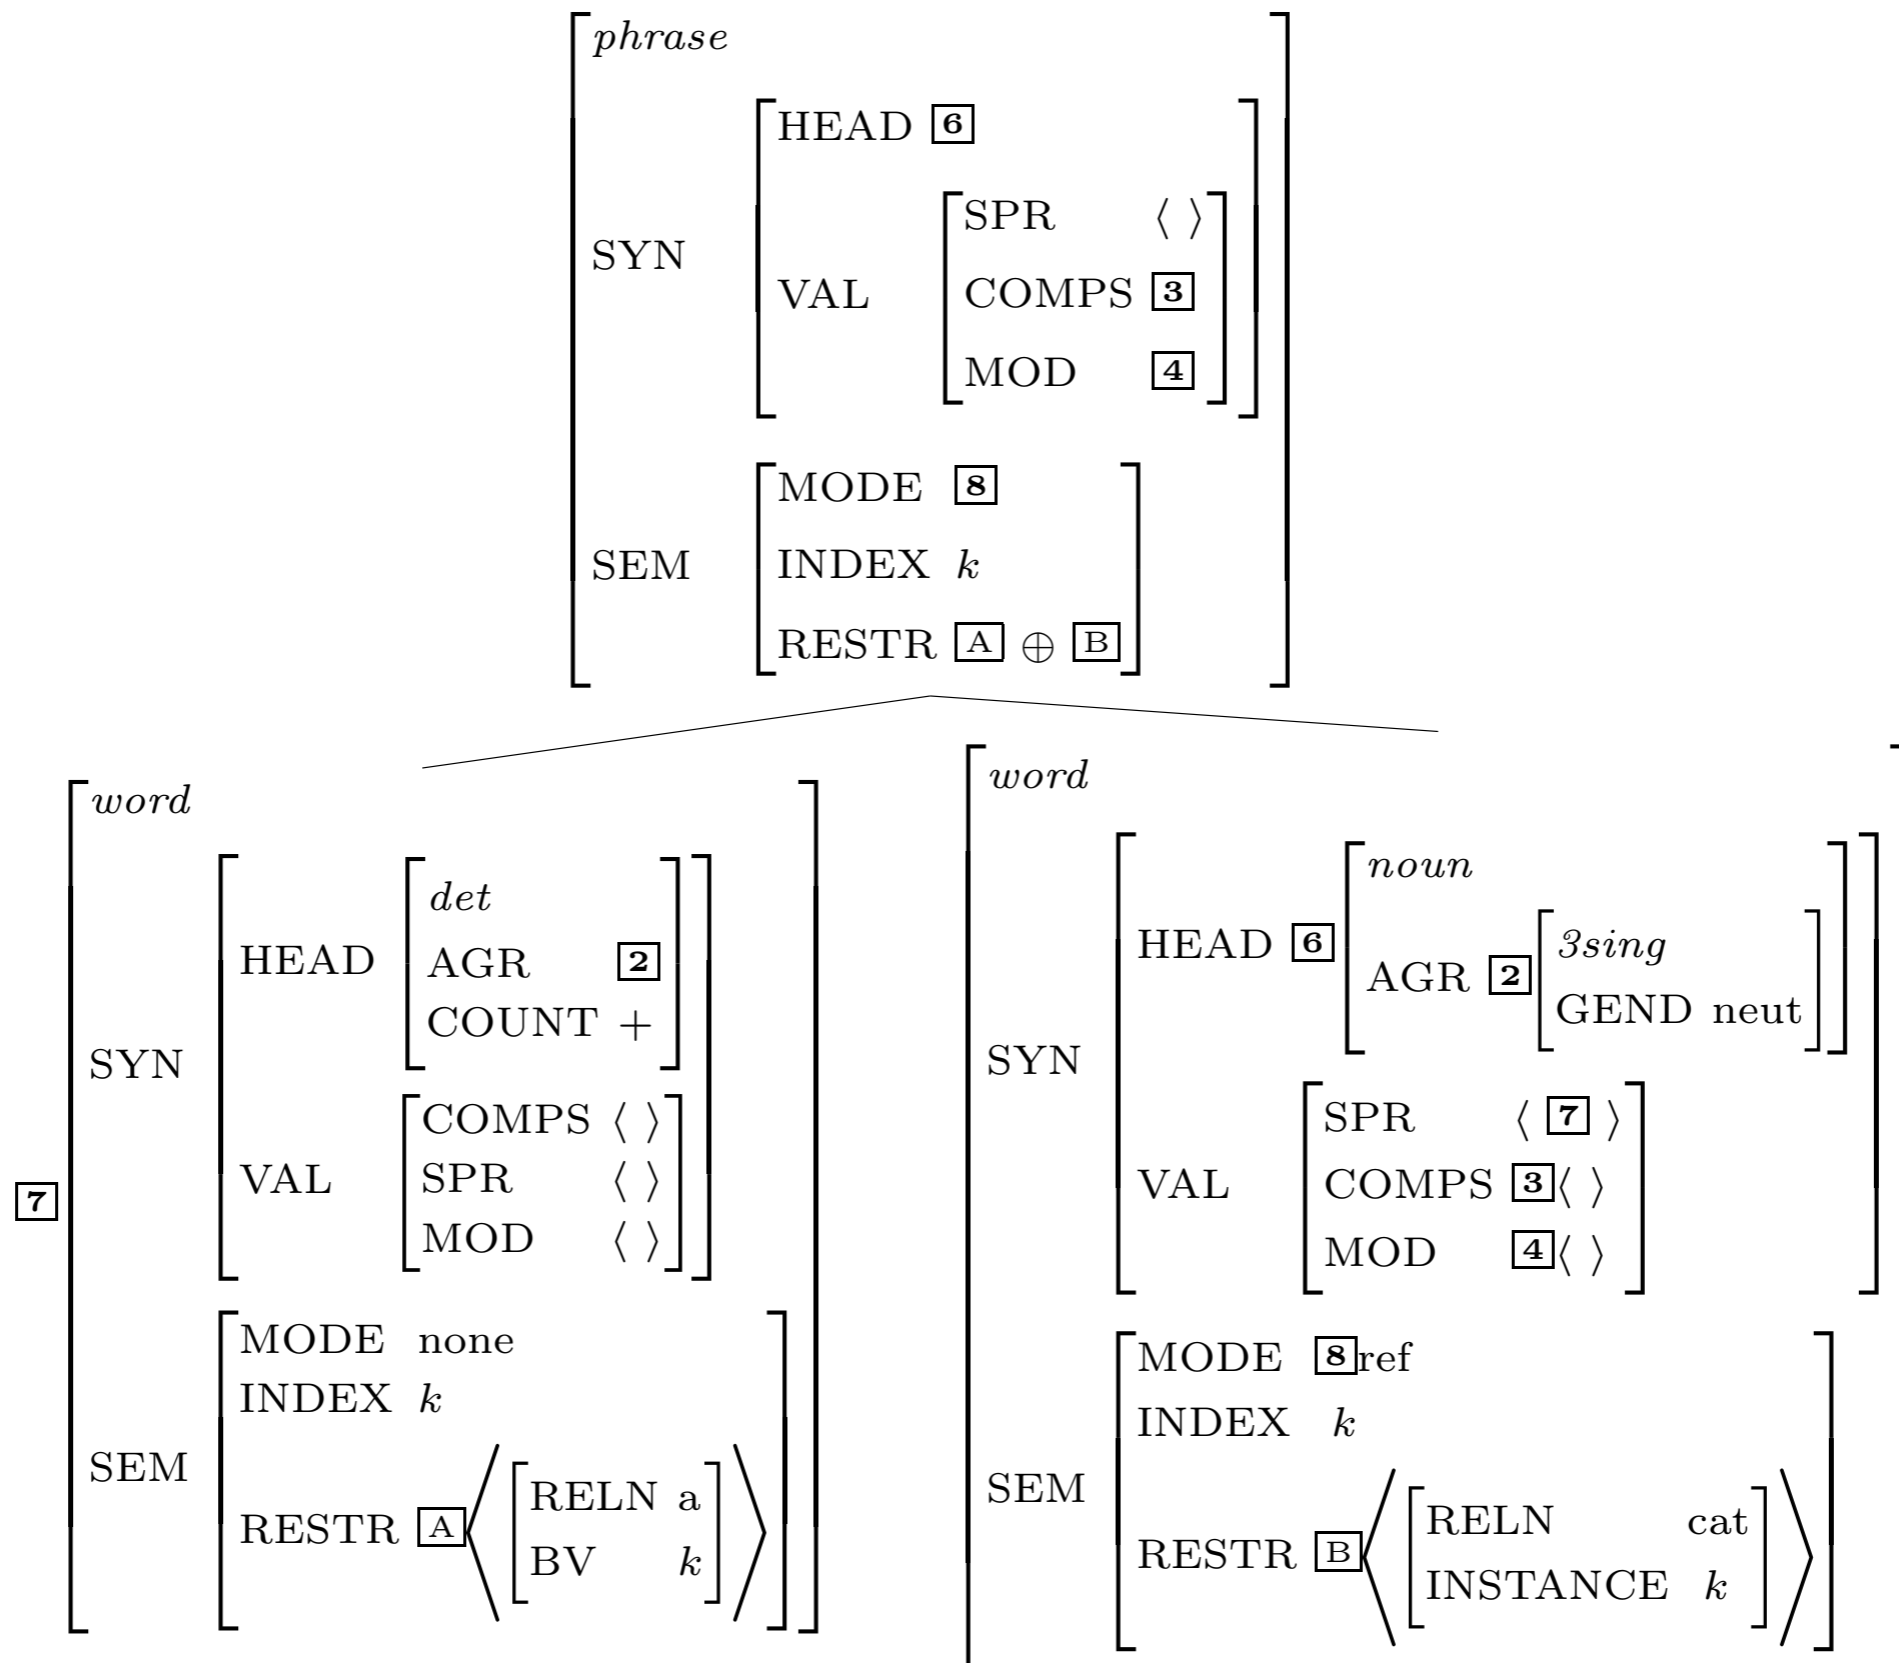 phrase
HEAD 6
SPR ⟨ ⟩
SYN
VAL
COMPS 3
MOD 4
MODE 8
SEM
INDEX k
RESTR A ⊕ B
7
word
det
HEAD
AGR 2
COUNT +
SYN
COMPS ⟨ ⟩
VAL
SPR ⟨ ⟩
MOD ⟨ ⟩
MODE none
INDEX k
SEM
RELN a
RESTR A
BV k
word
noun
HEAD 6
3sing
AGR 2
GEND neut
SYN
SPR ⟨ 7 ⟩
VAL
COMPS 3⟨ ⟩
MOD 4⟨ ⟩
MODE 8ref
INDEX k
SEM
RELN cat
RESTR B
INSTANCE k